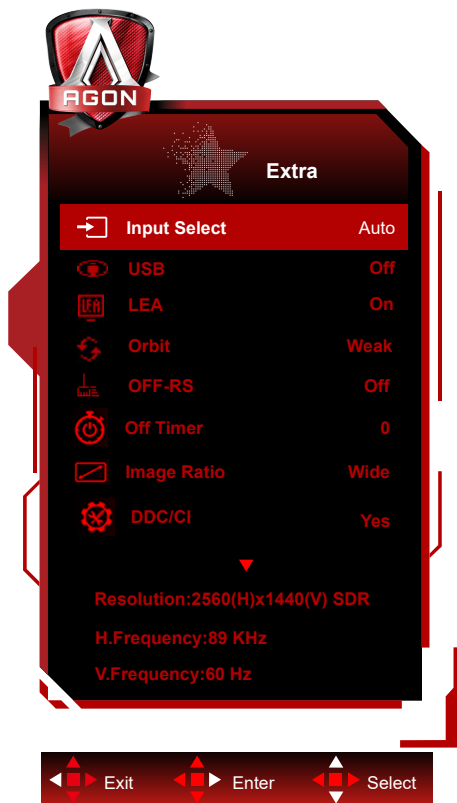 AGON
Extra
Input Select Auto
USB Off
LEA LEA On
Orbit Weak
OFF-RS Off
Off Timer 0
Image Ratio Wide
DDC/CI Yes
Resolution:2560(H)x1440(V) SDR
H.Frequency:89 KHz
V.Frequency:60 Hz
Exit Enter Select